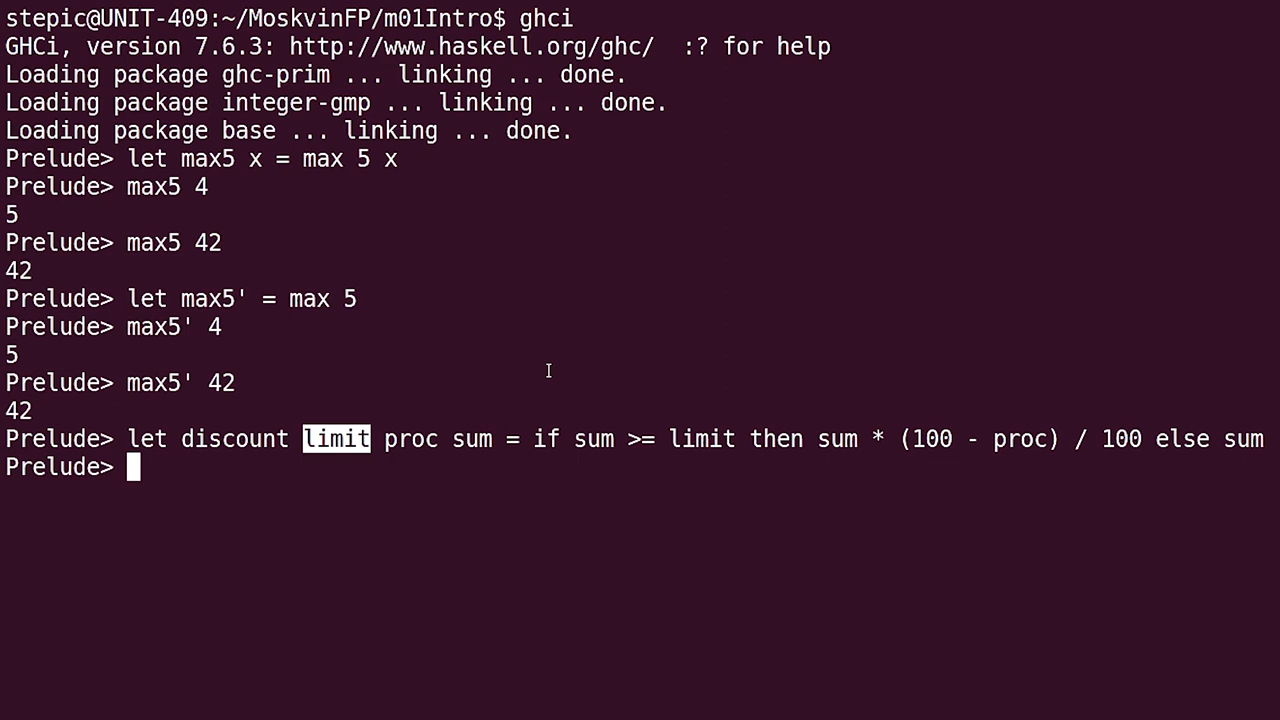 stepic@UNIT-409:~/MoskvinFP/m01Intro$ ghci
GHCi, version 7.6.3: http://www.haskell.org/ghc/  :? for help
Loading package ghc-prim ... linking ... done.
Loading package integer-gmp ... linking ... done.
Loading package base ... linking ... done.
Prelude> let max5 x = max 5 x
Prelude> max5 4
5
Prelude> max5 42
42
Prelude> let max5' = max 5
Prelude> max5' 4
5
Prelude> max5' 42
42
Prelude> let discount limit proc sum = if sum >= limit then sum * (100 - proc) / 100 else sum
Prelude>